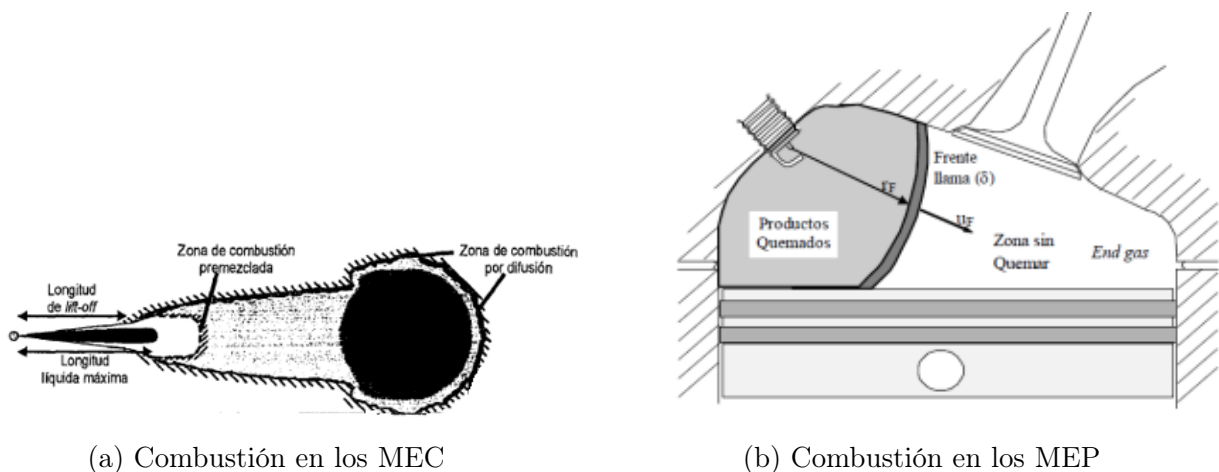 Zona de combustión
premezclada
Zona de combustión
por difusión
Longitud
de lift-off
Longitud
líquida máxima
(a) Combustión en los MEC
Frente
llama (δ)
rF
uF
Productos
Quemados
Zona sin
Quemar
End gas
(b) Combustión en los MEP